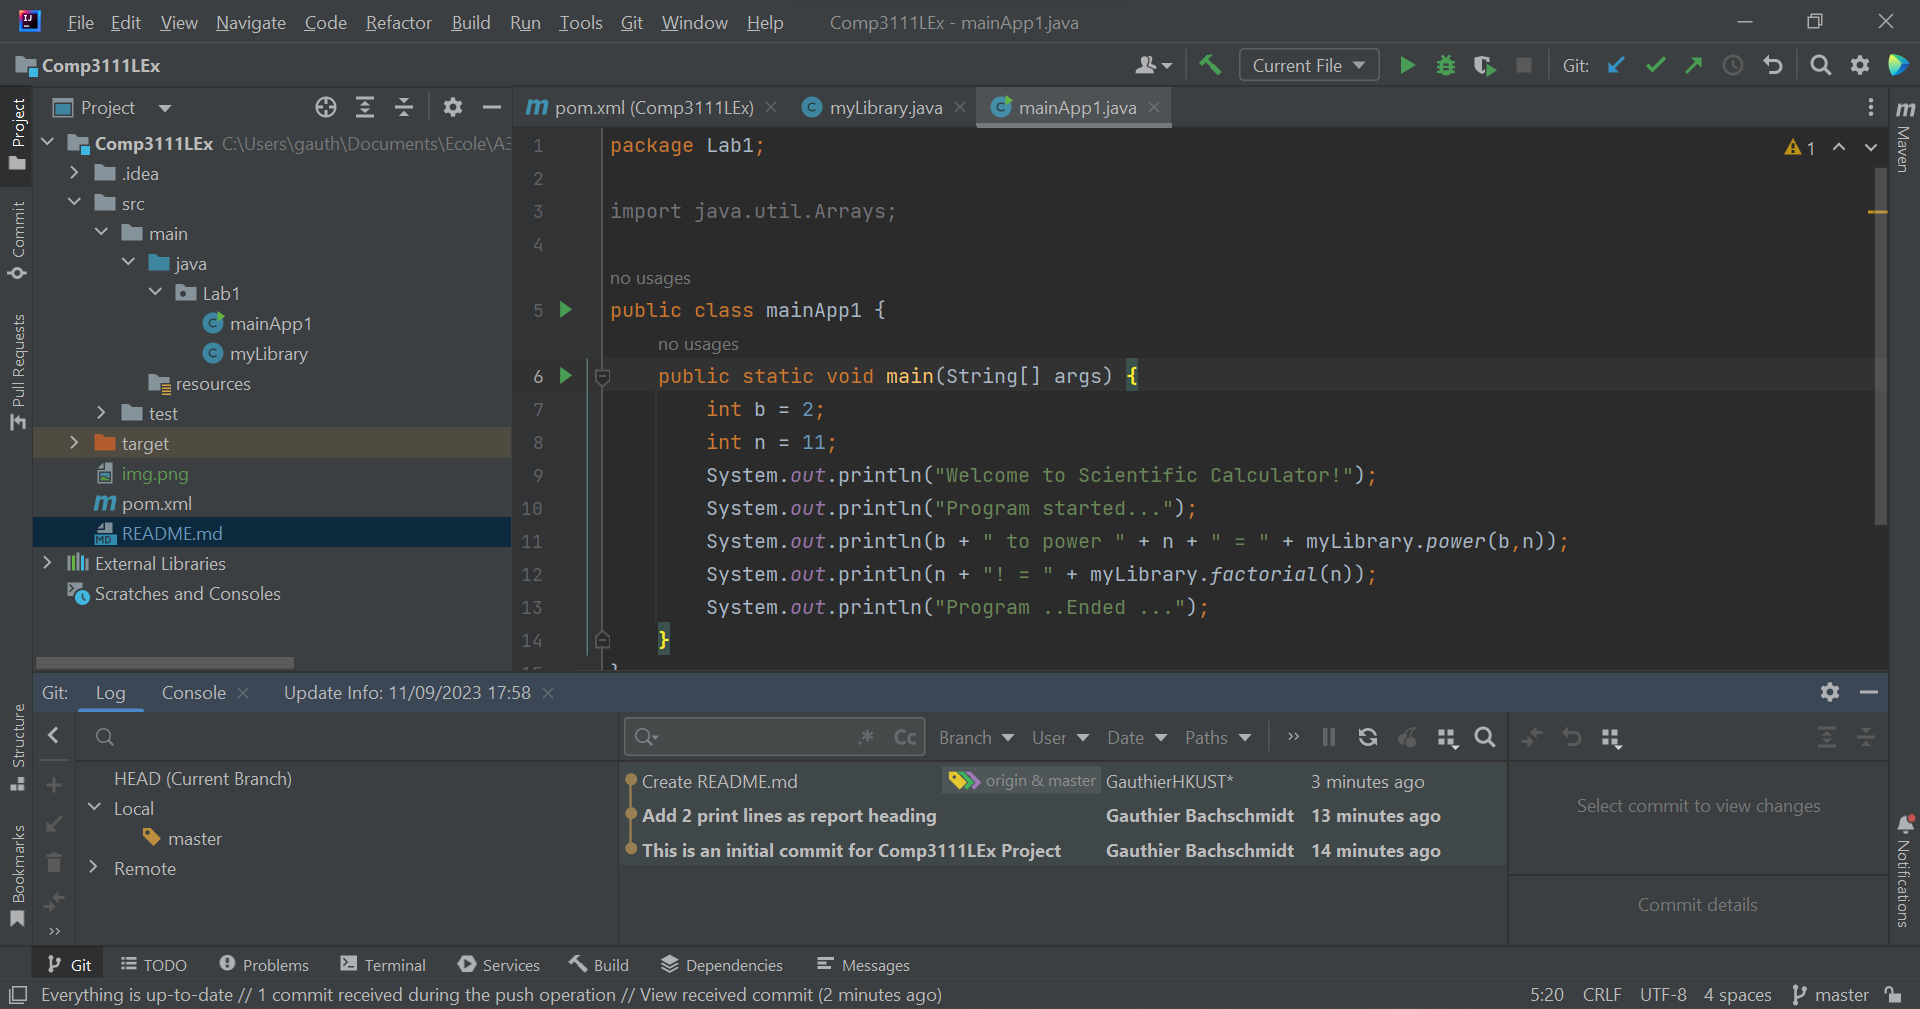 File Edit View Navigate Code Refactor Build Run Tools Git Window Help Comp3111LEx - mainApp1.java
Comp3111LEx Current File Git:
Project
Commit
Pull Requests
Structure
Bookmarks
Project
Comp3111LEx C:\Users\gauth\Documents\Ecole\A3
.idea
src
main
java
Lab1
mainApp1
myLibrary
resources
test
target
img.png
pom.xml
README.md
External Libraries
Scratches and Consoles
pom.xml (Comp3111LEx) myLibrary.java mainApp1.java
1 package Lab1;
2
3 import java.util.Arrays;
4
no usages
5 public class mainApp1 {
no usages
6 public static void main(String[] args) {
7 int b = 2;
8 int n = 11;
9 System.out.println("Welcome to Scientific Calculator!");
10 System.out.println("Program started...");
11 System.out.println(b + " to power " + n + " = " + myLibrary.power(b,n));
12 System.out.println(n + "! = " + myLibrary.factorial(n));
13 System.out.println("Program ..Ended ...");
14 }
1
Maven
Notifications
Git: Log Console Update Info: 11/09/2023 17:58
HEAD (Current Branch)
Local
master
Remote
.* Cc Branch User Date Paths
Create README.md origin & master GauthierHKUST* 3 minutes ago
Add 2 print lines as report heading Gauthier Bachschmidt 13 minutes ago
This is an initial commit for Comp3111LEx Project Gauthier Bachschmidt 14 minutes ago
Select commit to view changes
Commit details
Git TODO Problems Terminal Services Build Dependencies Messages
Everything is up-to-date // 1 commit received during the push operation // View received commit (2 minutes ago) 5:20 CRLF UTF-8 4 spaces master